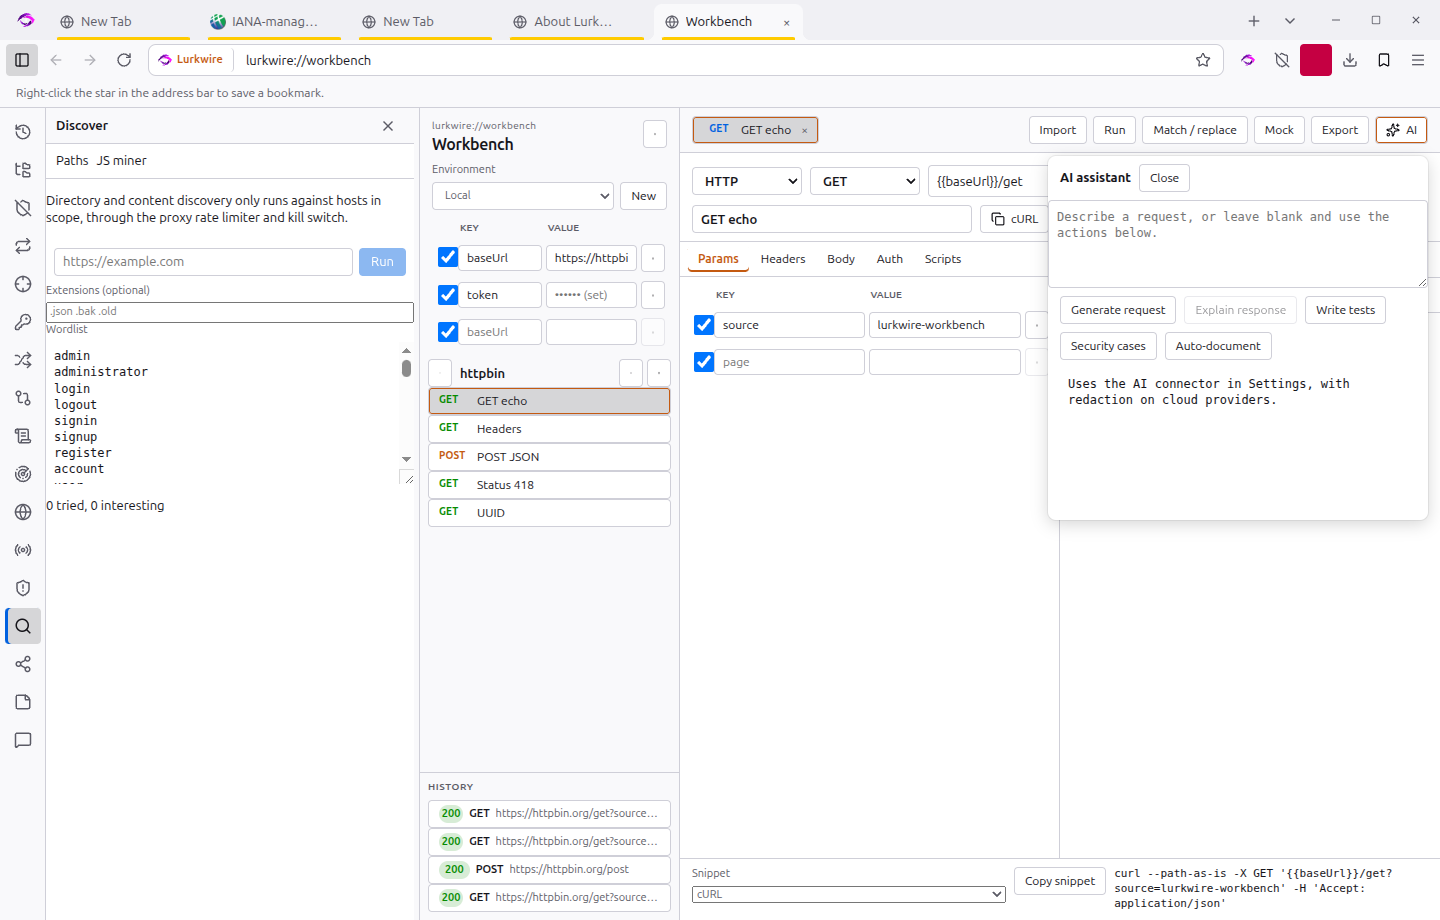 New Tab
IANA-manag...
New Tab
About Lurk...
Workbench
Lurkwire
lurkwire://workbench
Right-click the star in the address bar to save a bookmark.
Discover
Paths JS miner
Directory and content discovery only runs against hosts in
scope, through the proxy rate limiter and kill switch.
https://example.com
Run
Extensions (optional)
.json .bak .old
Wordlist
admin
administrator
login
logout
signin
signup
register
account
0 tried, 0 interesting
lurkwire://workbench
Workbench
Environment
Local
New
KEY VALUE
baseUrl https://httpbi
token •••••• (set)
baseUrl
httpbin
GET GET echo
GET Headers
POST POST JSON
GET Status 418
GET UUID
HISTORY
200 GET https://httpbin.org/get?source...
200 GET https://httpbin.org/get?source...
200 POST https://httpbin.org/post
200 GET https://httpbin.org/get?source...
GET GET echo ×
Import
Run
Match / replace
Mock
Export
AI
HTTP
GET
{{baseUrl}}/get
GET echo
cURL
Params Headers Body Auth Scripts
KEY VALUE
source lurkwire-workbench
page
AI assistant
Close
Describe a request, or leave blank and use the
actions below.
Generate request
Explain response
Write tests
Security cases
Auto-document
Uses the AI connector in Settings, with
redaction on cloud providers.
Snippet
cURL
Copy snippet
curl --path-as-is -X GET '{{baseUrl}}/get?
source=lurkwire-workbench' -H 'Accept:
application/json'